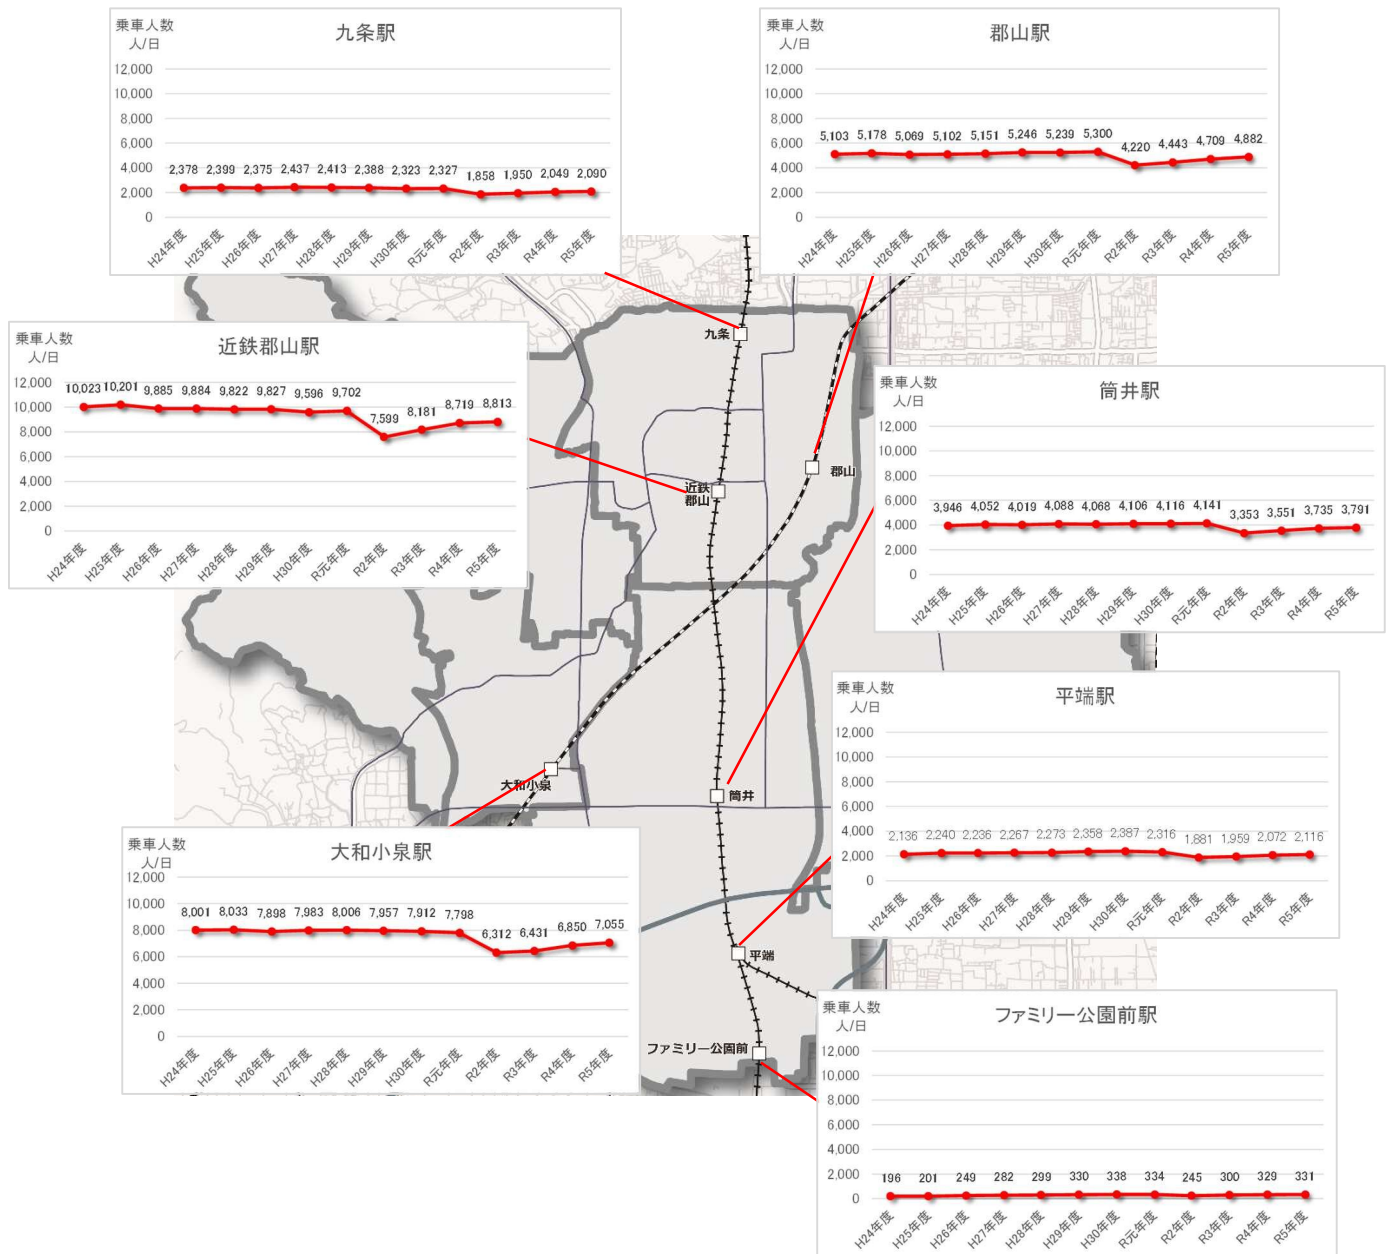 乗車人数
人/日
九条駅
12,000
10,000
8,000
6,000
4,000
2,000
0
2,378 2,399 2,375 2,437 2,413 2,388 2,323 2,327 1,858 1,950 2,049 2,090
H24年度 H25年度 H26年度 H27年度 H28年度 H29年度 H30年度 R元年度 R2年度 R3年度 R4年度 R5年度
乗車人数
人/日
郡山駅
12,000
10,000
8,000
6,000
4,000
2,000
0
5,103 5,178 5,069 5,102 5,151 5,246 5,239 5,300 4,220 4,443 4,709 4,882
H24年度 H25年度 H26年度 H27年度 H28年度 H29年度 H30年度 R元年度 R2年度 R3年度 R4年度 R5年度
乗車人数
人/日
近鉄郡山駅
12,000
10,000
8,000
6,000
4,000
2,000
0
10,023 10,201 9,885 9,884 9,822 9,827 9,596 9,702 7,599 8,181 8,719 8,813
H24年度 H25年度 H26年度 H27年度 H28年度 H29年度 H30年度 R元年度 R2年度 R3年度 R4年度 R5年度
乗車人数
人/日
筒井駅
12,000
10,000
8,000
6,000
4,000
2,000
0
3,946 4,052 4,019 4,088 4,068 4,106 4,116 4,141 3,353 3,551 3,735 3,791
H24年度 H25年度 H26年度 H27年度 H28年度 H29年度 H30年度 R元年度 R2年度 R3年度 R4年度 R5年度
九条
郡山
近鉄
郡山
大和小泉
筒井
平端
ファミリー公園前
乗車人数
人/日
平端駅
12,000
10,000
8,000
6,000
4,000
2,000
0
2,136 2,240 2,236 2,267 2,273 2,358 2,387 2,316 1,881 1,959 2,072 2,116
H24年度 H25年度 H26年度 H27年度 H28年度 H29年度 H30年度 R元年度 R2年度 R3年度 R4年度 R5年度
乗車人数
人/日
大和小泉駅
12,000
10,000
8,000
6,000
4,000
2,000
0
8,001 8,033 7,898 7,983 8,006 7,957 7,912 7,798 6,312 6,431 6,850 7,055
H24年度 H25年度 H26年度 H27年度 H28年度 H29年度 H30年度 R元年度 R2年度 R3年度 R4年度 R5年度
乗車人数
人/日
ファミリー公園前駅
12,000
10,000
8,000
6,000
4,000
2,000
0
196 201 249 282 299 330 338 334 245 300 329 331
H24年度 H25年度 H26年度 H27年度 H28年度 H29年度 H30年度 R元年度 R2年度 R3年度 R4年度 R5年度